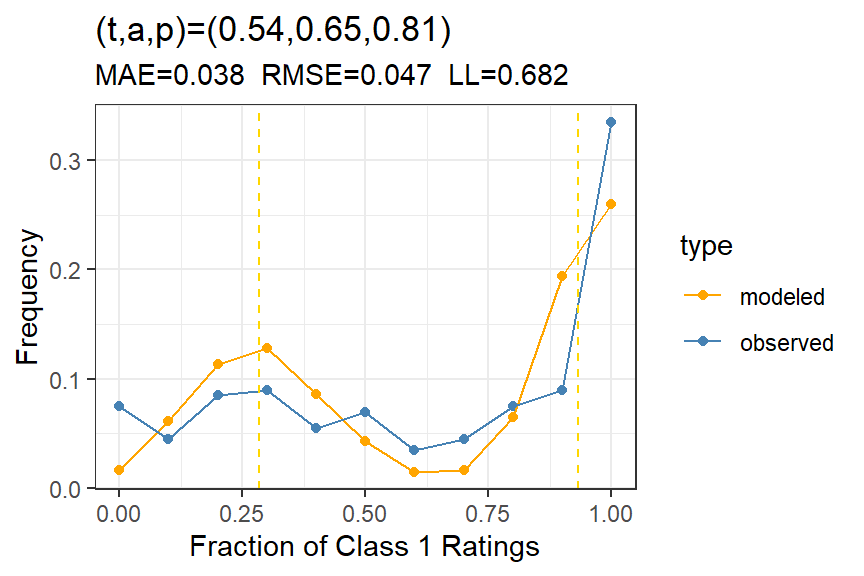 (t,a,p)=(0.54,0.65,0.81)
MAE=0.038 RMSE=0.047 LL=0.682
Frequency
0.3
0.2
0.1
0.0
0.00 0.25 0.50 0.75 1.00
Fraction of Class 1 Ratings
type
modeled
observed